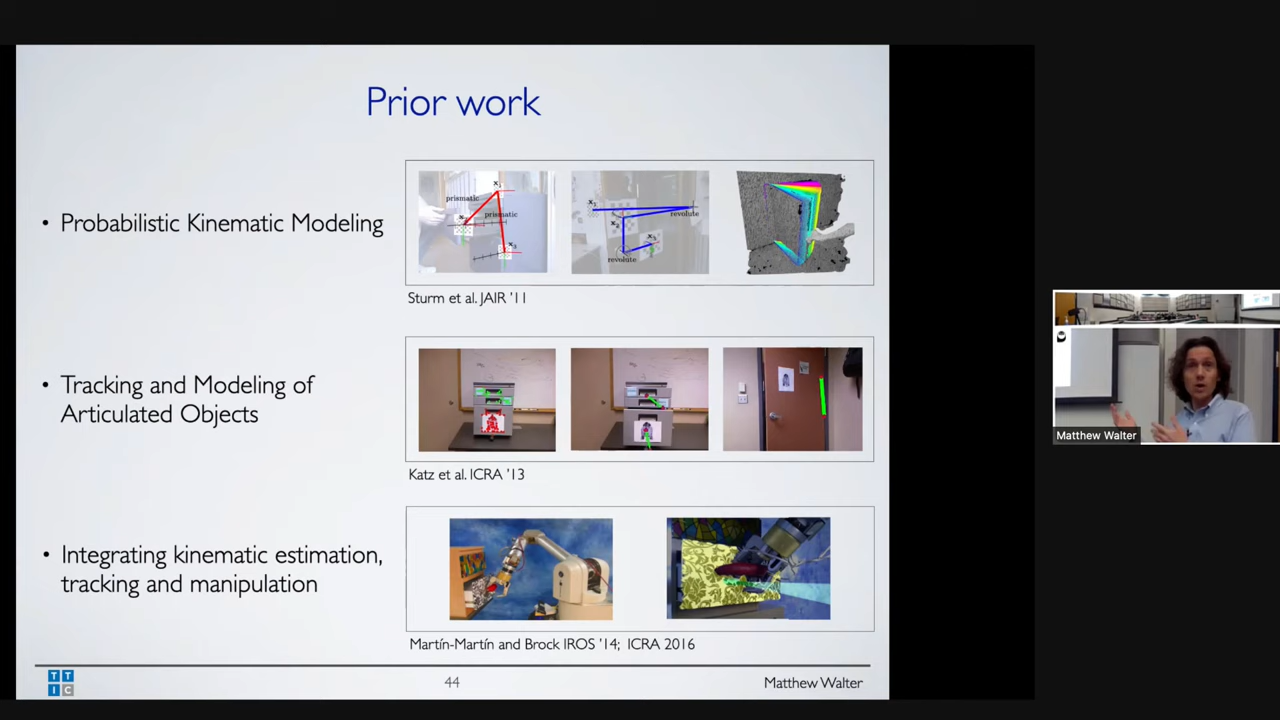 Prior work
• Probabilistic Kinematic Modeling
prismatic
prismatic
revolute
revolute
Sturm et al. JAIR '11
• Tracking and Modeling of
Articulated Objects
Katz et al. ICRA '13
• Integrating kinematic estimation,
tracking and manipulation
Martín-Martín and Brock IROS '14; ICRA 2016
T T
I C
44
Matthew Walter
Matthew Walter